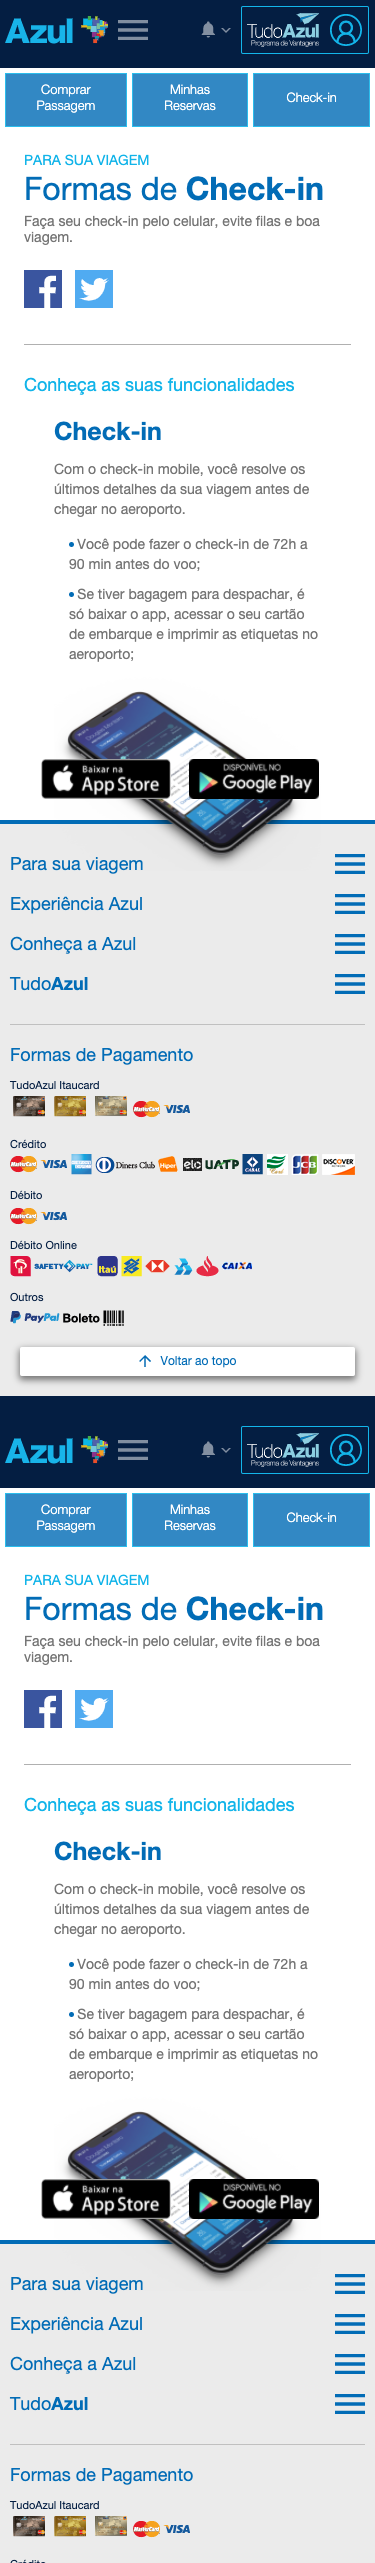 Azul
TudoAzul
Programa de Vantagens
Comprar
Passagem
Minhas
Reservas
Check-in
PARA SUA VIAGEM
Formas de Check-in
Faça seu check-in pelo celular, evite filas e boa
viagem.
Conheça as suas funcionalidades
Check-in
Com o check-in mobile, você resolve os
últimos detalhes da sua viagem antes de
chegar no aeroporto.
• Você pode fazer o check-in de 72h a
90 min antes do voo;
• Se tiver bagagem para despachar, é
só baixar o app, acessar o seu cartão
de embarque e imprimir as etiquetas no
aeroporto;
Baixar na
App Store
DISPONÍVEL NO
Google Play
Para sua viagem
Experiência Azul
Conheça a Azul
TudoAzul
Formas de Pagamento
TudoAzul Itaucard
MasterCard VISA
Crédito
MasterCard VISA Diners Club Hiper elo UATP CABAL JCB DISCOVER
Débito
MasterCard VISA
Débito Online
SAFETYPAY Itaú CAIXA
Outros
PayPal Boleto
Voltar ao topo
Azul
TudoAzul
Programa de Vantagens
Comprar
Passagem
Minhas
Reservas
Check-in
PARA SUA VIAGEM
Formas de Check-in
Faça seu check-in pelo celular, evite filas e boa
viagem.
Conheça as suas funcionalidades
Check-in
Com o check-in mobile, você resolve os
últimos detalhes da sua viagem antes de
chegar no aeroporto.
• Você pode fazer o check-in de 72h a
90 min antes do voo;
• Se tiver bagagem para despachar, é
só baixar o app, acessar o seu cartão
de embarque e imprimir as etiquetas no
aeroporto;
Baixar na
App Store
DISPONÍVEL NO
Google Play
Para sua viagem
Experiência Azul
Conheça a Azul
TudoAzul
Formas de Pagamento
TudoAzul Itaucard
MasterCard VISA